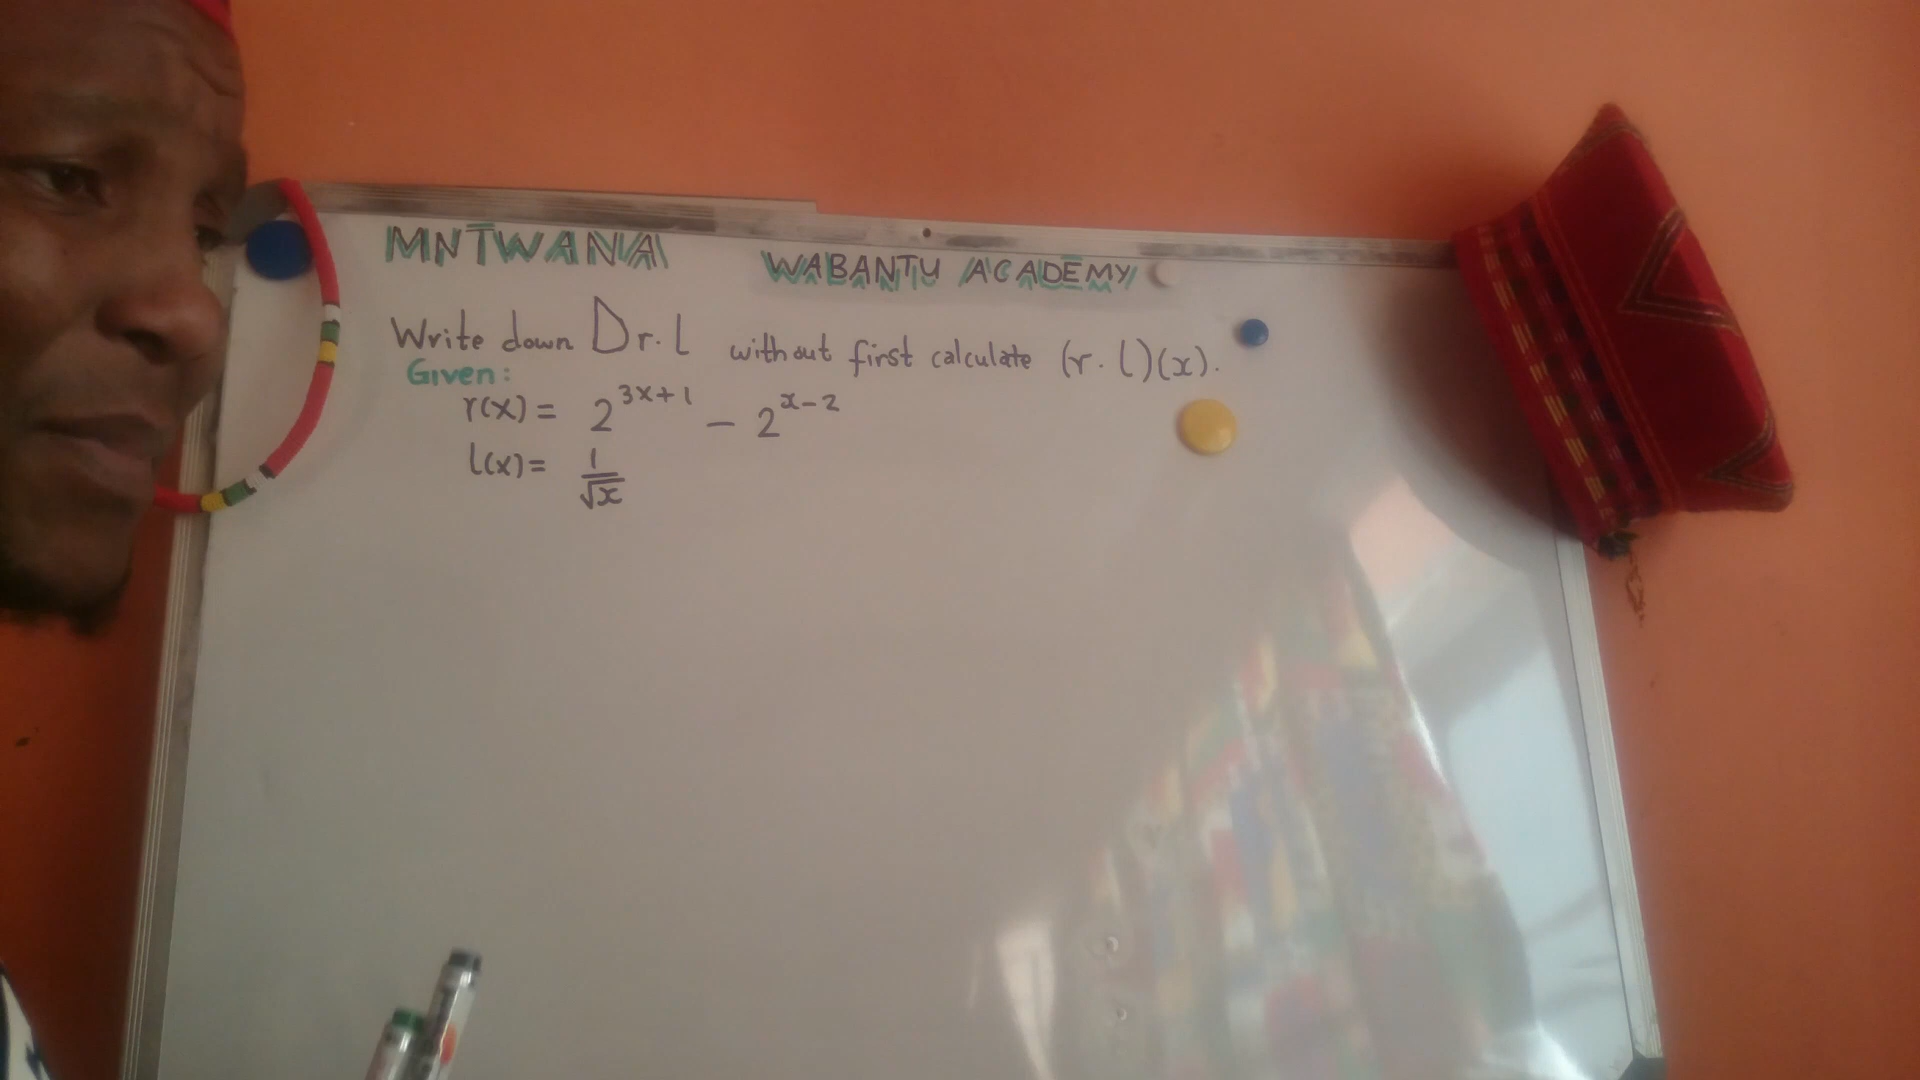 MNTWANA WABANTU ACADEMY
Write down Dr.l without first calculate (r.l)(x).
Given:
r(x) = 2^{3x+1} - 2^{x-2}
l(x) = 1/√x